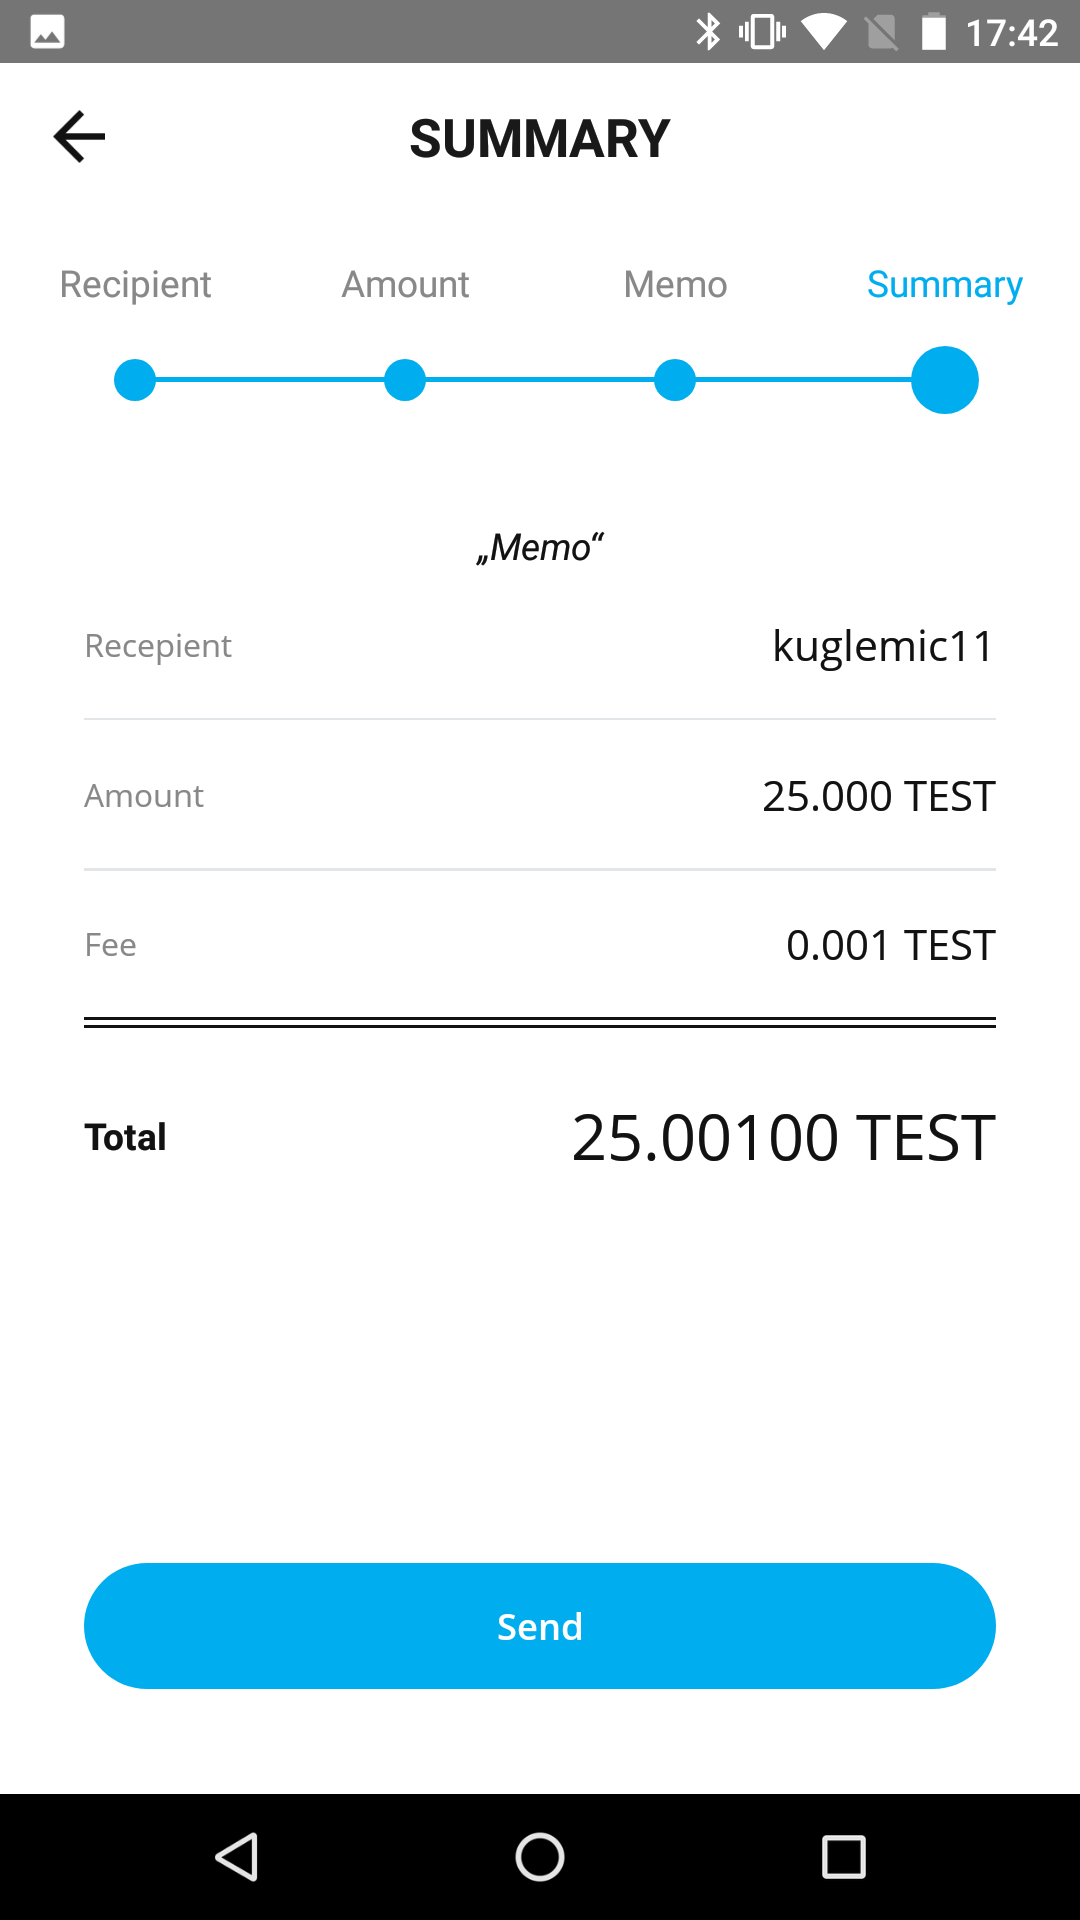 17:42
SUMMARY
Recipient Amount Memo Summary
„Memo“
Recepient kuglemic11
Amount 25.000 TEST
Fee 0.001 TEST
Total 25.00100 TEST
Send